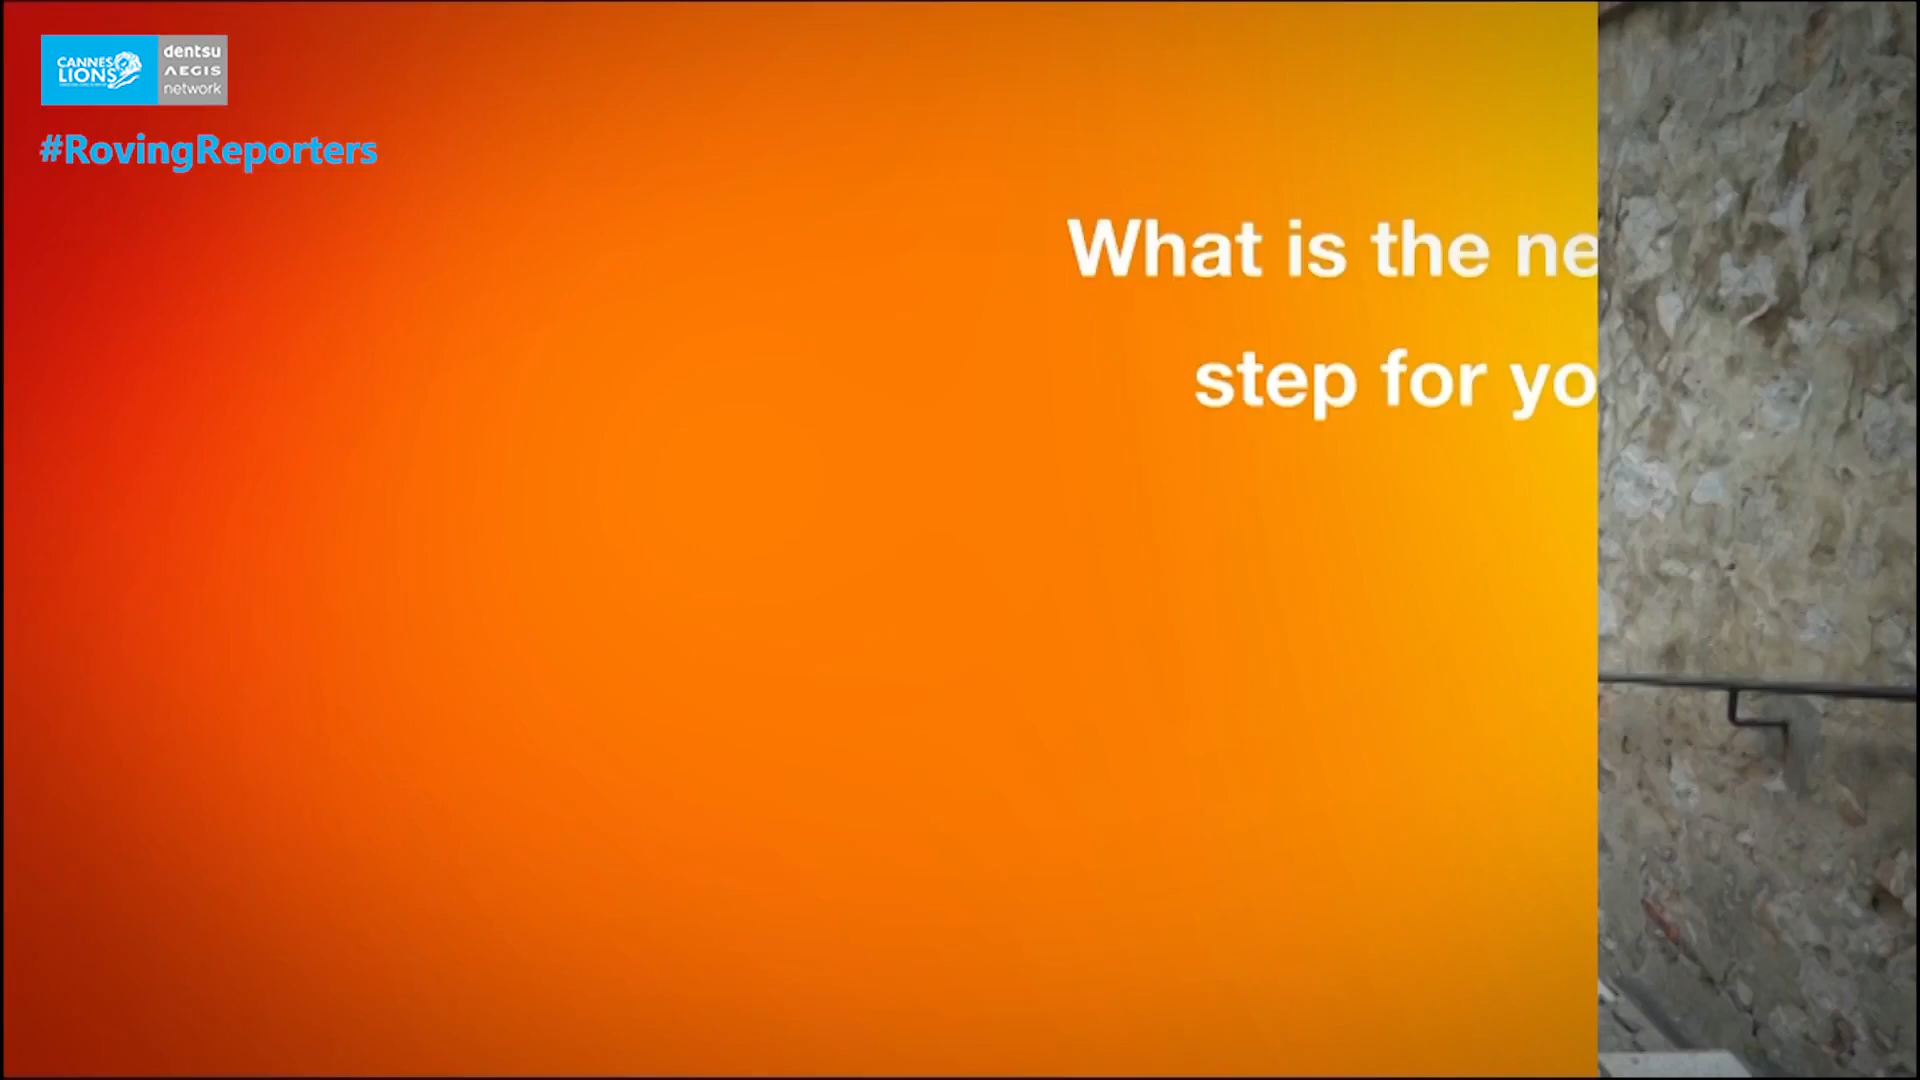 CANNES
LIONS
dentsu
AEGIS
network
#RovingReporters
What is the ne
step for yo